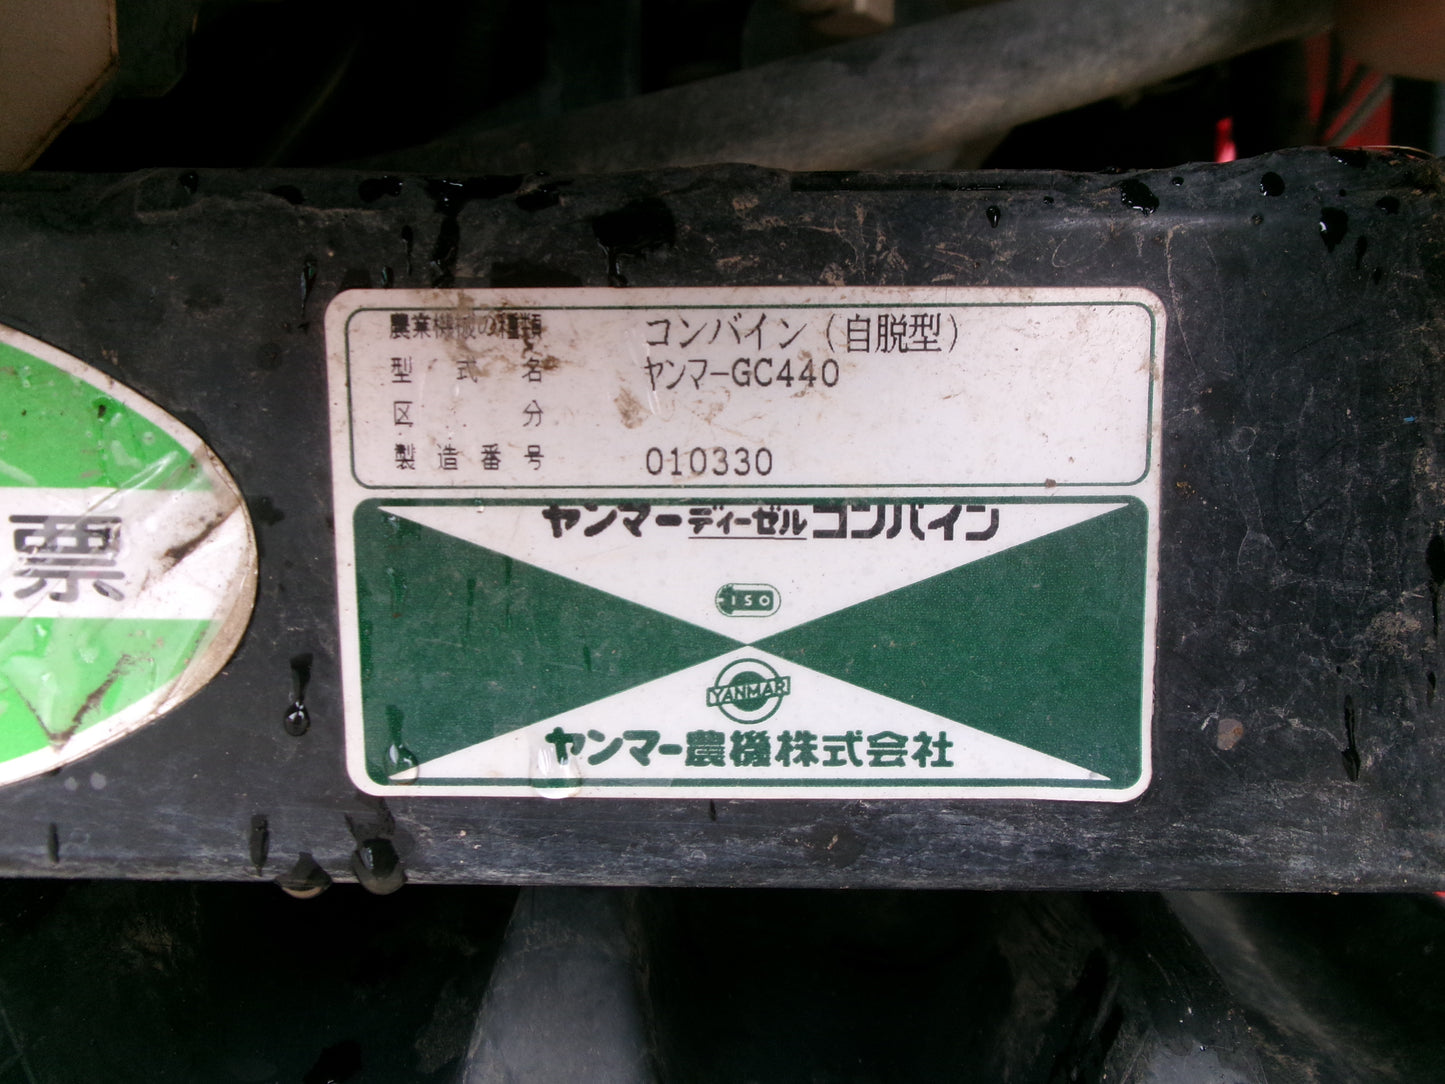 農業機械の種類 コンバイン（自脱型）
型式名 ヤンマーGC440
区分
製造番号 010330
ヤンマーディーゼルコンバイン
ISO
YANMAR
ヤンマー農機株式会社
票